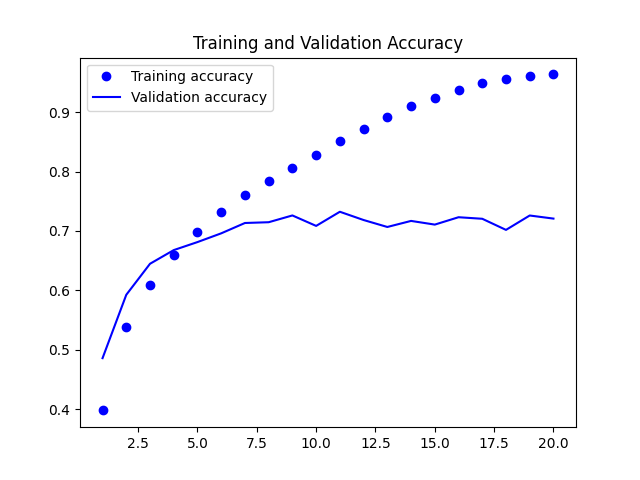 Training and Validation Accuracy
Training accuracy
Validation accuracy
0.9
0.8
0.7
0.6
0.5
0.4
2.5 5.0 7.5 10.0 12.5 15.0 17.5 20.0